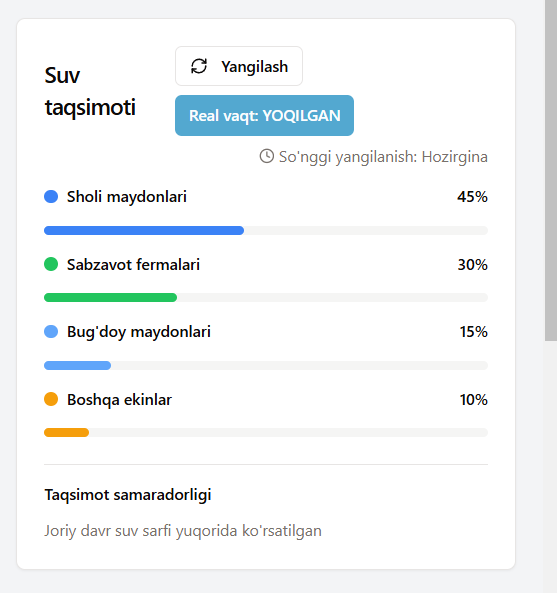 Suv
taqsimoti
Yangilash
Real vaqt: YOQILGAN
So'nggi yangilanish: Hozirgina
Sholi maydonlari 45%
Sabzavot fermalari 30%
Bug'doy maydonlari 15%
Boshqa ekinlar 10%
Taqsimot samaradorligi
Joriy davr suv sarfi yuqorida ko'rsatilgan